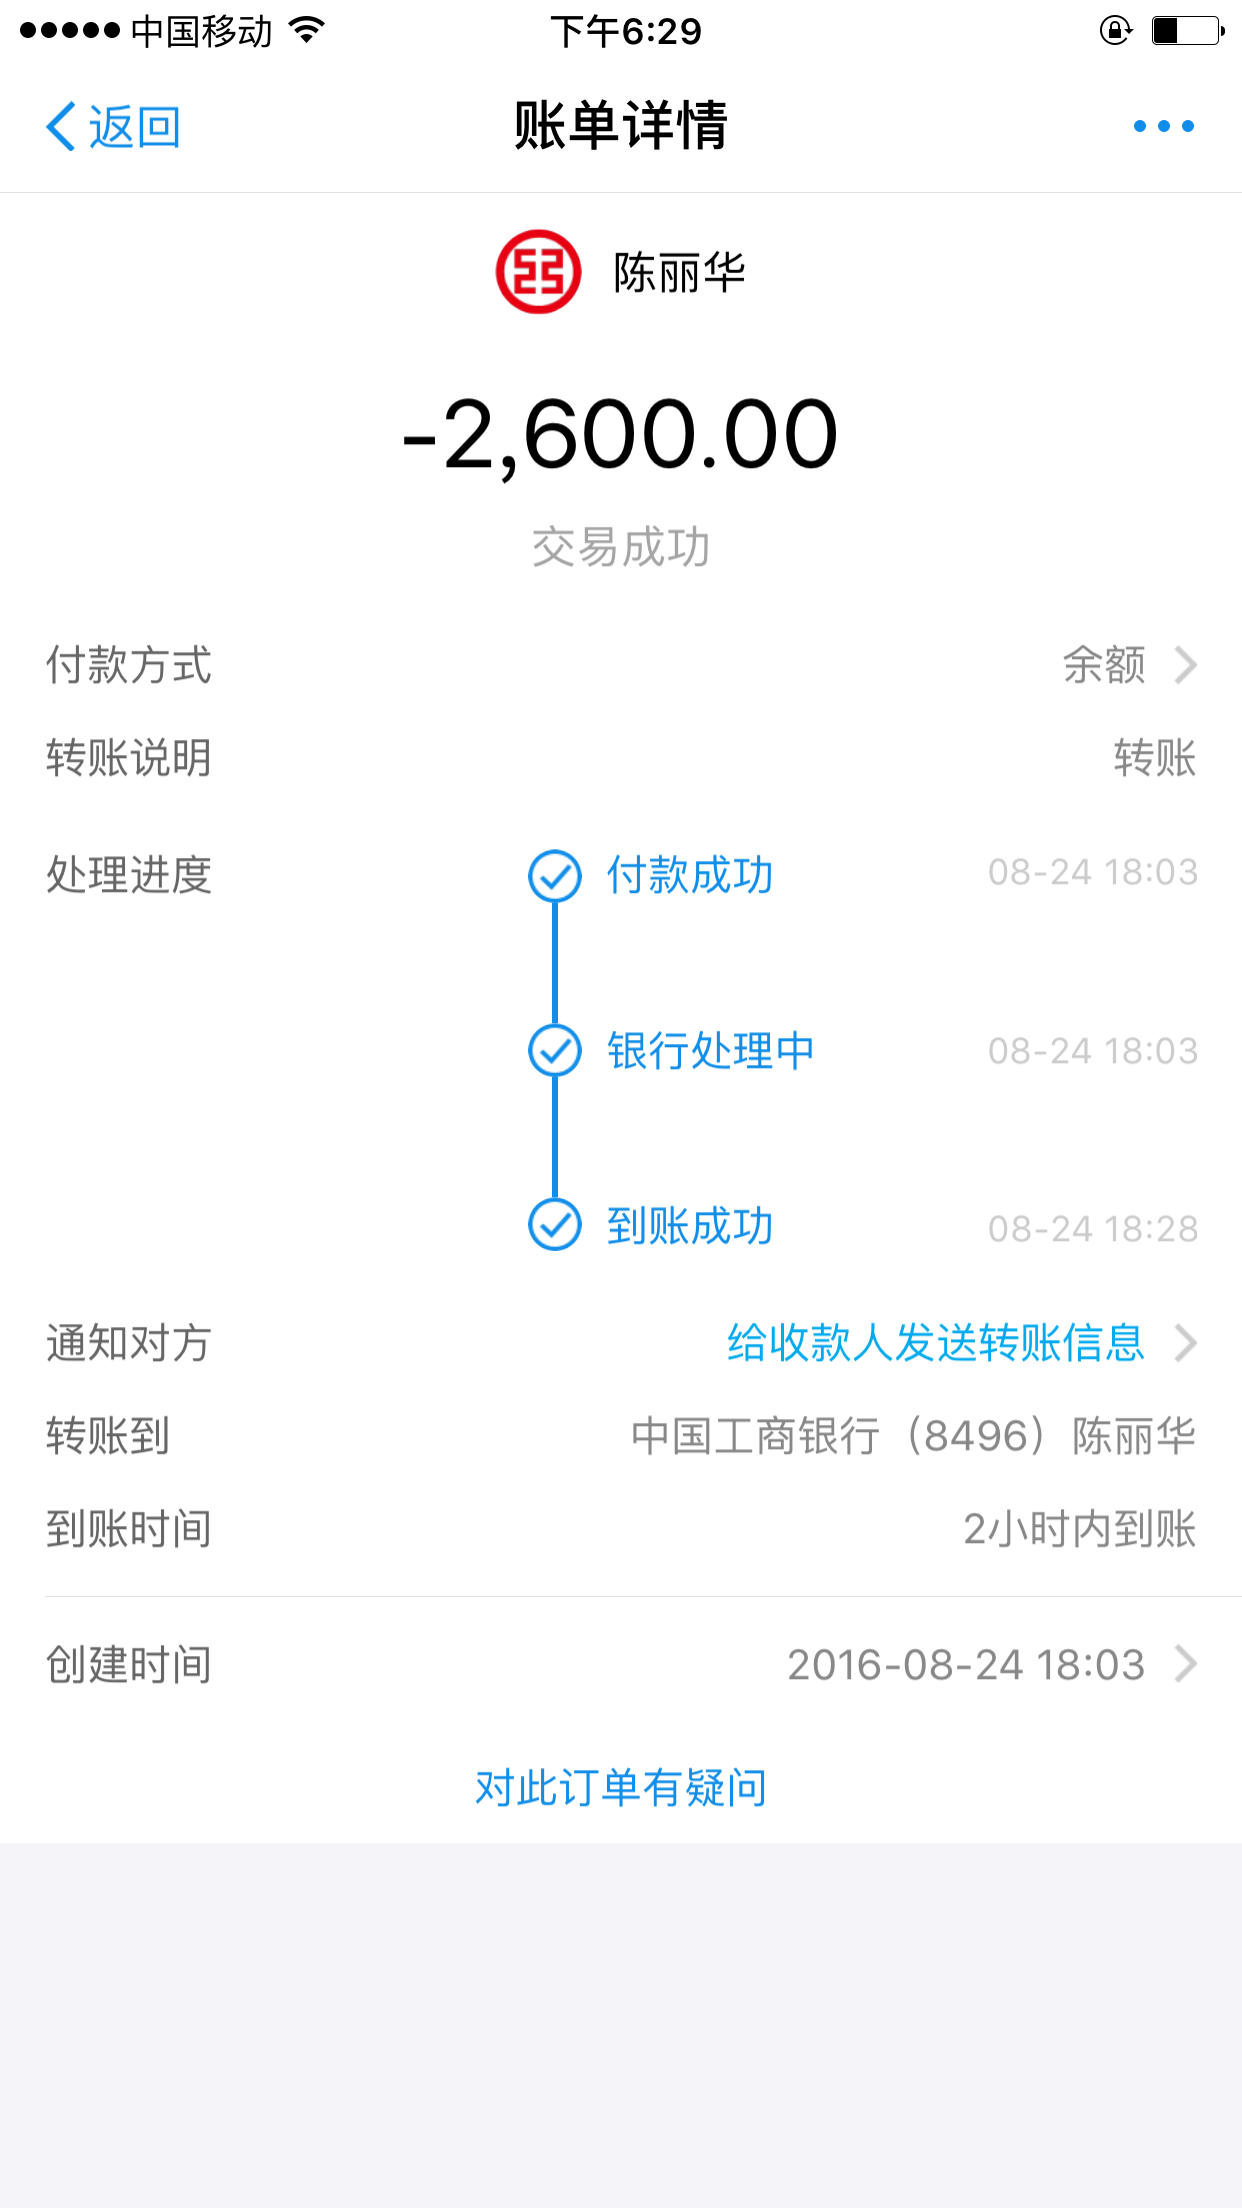 中国移动 下午6:29
返回 账单详情
陈丽华
-2,600.00
交易成功
付款方式 余额
转账说明 转账
处理进度 付款成功 08-24 18:03
银行处理中 08-24 18:03
到账成功 08-24 18:28
通知对方 给收款人发送转账信息
转账到 中国工商银行（8496）陈丽华
到账时间 2小时内到账
创建时间 2016-08-24 18:03
对此订单有疑问